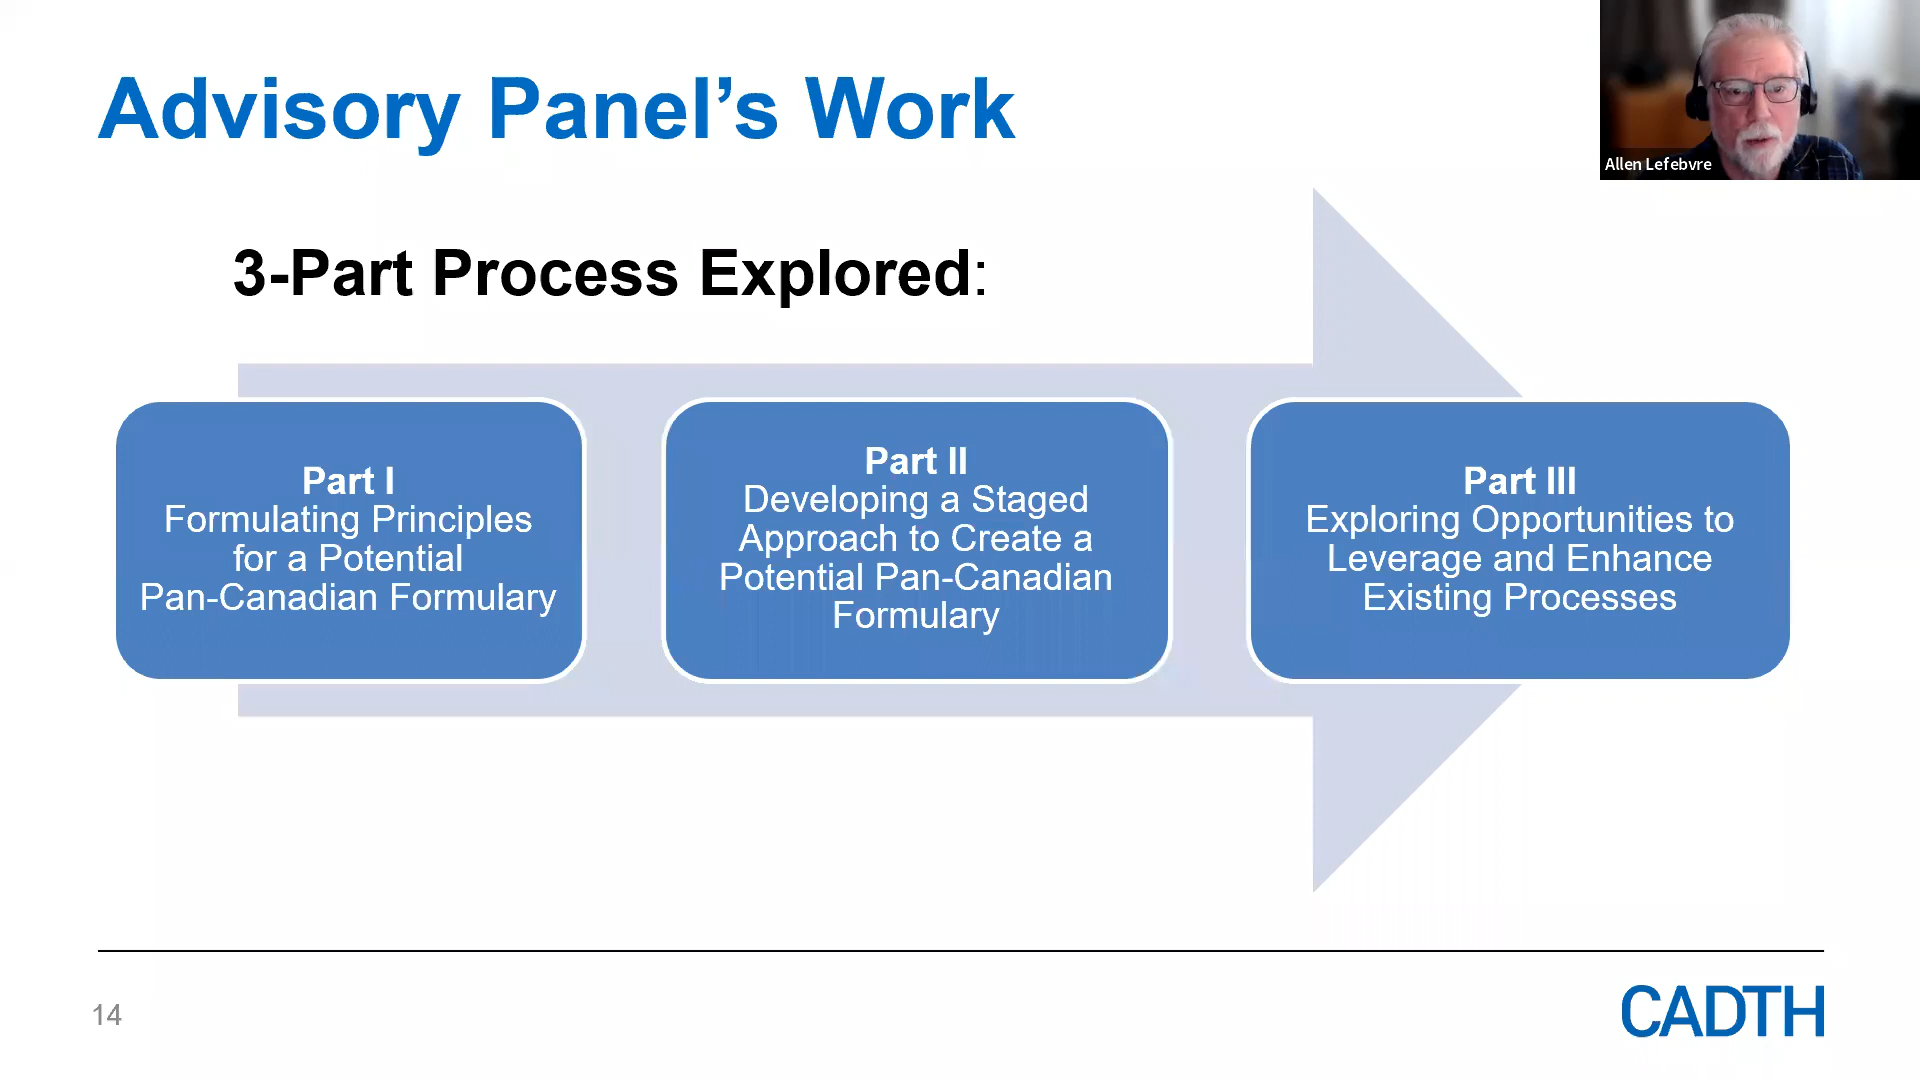 Advisory Panel’s Work
Allen Lefebvre
3-Part Process Explored:
Part I
Formulating Principles
for a Potential
Pan-Canadian Formulary
Part II
Developing a Staged
Approach to Create a
Potential Pan-Canadian
Formulary
Part III
Exploring Opportunities to
Leverage and Enhance
Existing Processes
14
CADTH